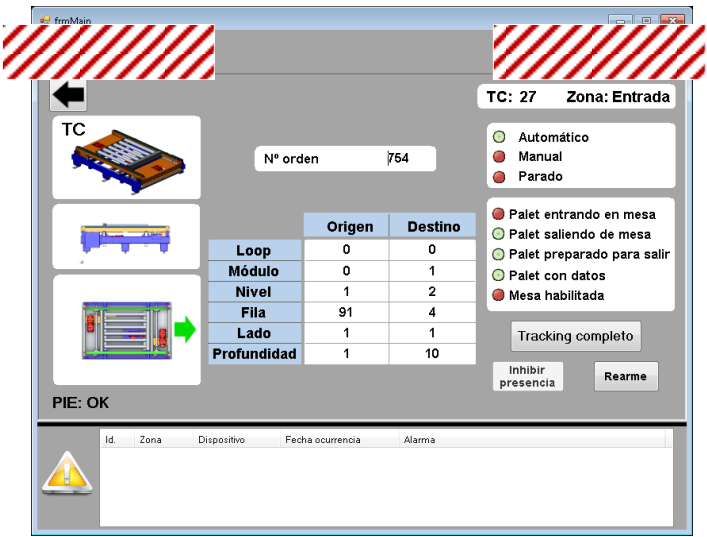 frmMain
TC: 27 Zona: Entrada
TC
Nº orden 754
Automático
Manual
Parado
Origen Destino
Loop 0 0
Módulo 0 1
Nivel 1 2
Fila 91 4
Lado 1 1
Profundidad 1 10
Palet entrando en mesa
Palet saliendo de mesa
Palet preparado para salir
Palet con datos
Mesa habilitada
Tracking completo
Inhibir
presencia
Rearme
PIE: OK
Id. Zona Dispositivo Fecha ocurrencia Alarma